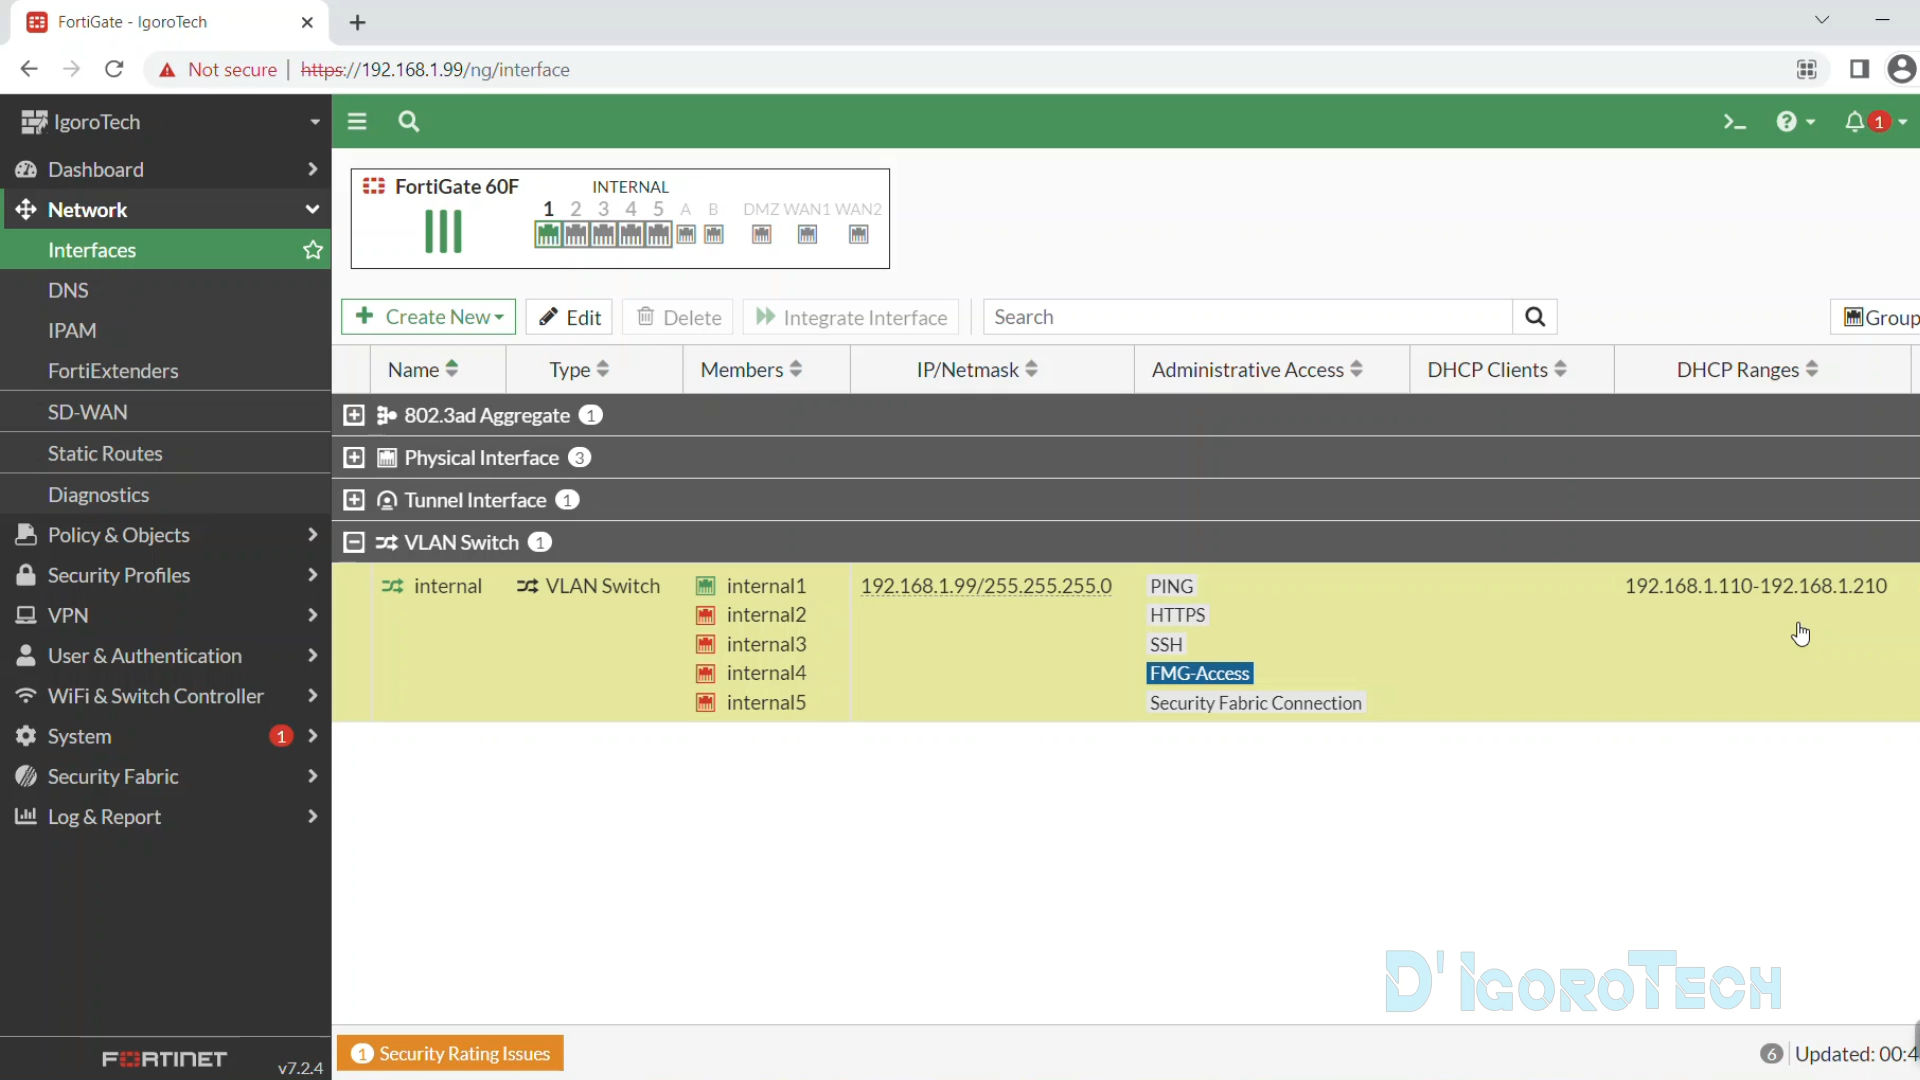 FortiGate - IgoroTech
Not secure
https://192.168.1.99/ng/interface
IgoroTech
1
Dashboard
Network
Interfaces
DNS
IPAM
FortiExtenders
SD-WAN
Static Routes
Diagnostics
Policy & Objects
Security Profiles
VPN
User & Authentication
WiFi & Switch Controller
System 1
Security Fabric
Log & Report
FORTINET v7.2.4
FortiGate 60F
INTERNAL
1 2 3 4 5 A B DMZ WAN1 WAN2
Create New Edit Delete Integrate Interface Search Group
Name Type Members IP/Netmask Administrative Access DHCP Clients DHCP Ranges
802.3ad Aggregate 1
Physical Interface 3
Tunnel Interface 1
VLAN Switch 1
internal VLAN Switch internal1 192.168.1.99/255.255.255.0 PING 192.168.1.110-192.168.1.210
internal2 HTTPS
internal3 SSH
internal4 FMG-Access
internal5 Security Fabric Connection
D'IGOROTECH
1 Security Rating Issues
6 Updated: 00:4